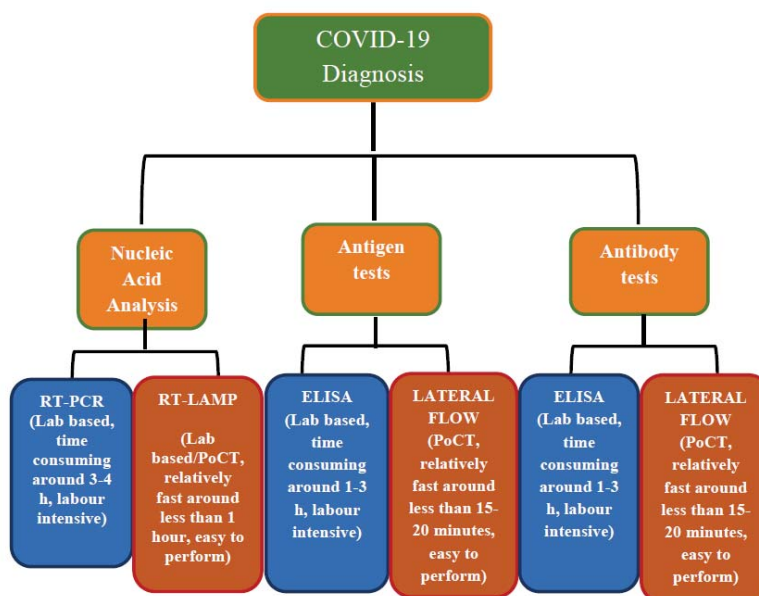 COVID-19
Diagnosis
Nucleic
Acid
Analysis
Antigen
tests
Antibody
tests
RT-PCR
(Lab based,
time
consuming
around 3-4
h, labour
intensive)
RT-LAMP
(Lab
based/PoCT,
relatively
fast around
less than 1
hour, easy to
perform)
ELISA
(Lab based,
time
consuming
around 1-3
h, labour
intensive)
LATERAL
FLOW
(PoCT,
relatively
fast around
less than 15-
20 minutes,
easy to
perform)
ELISA
(Lab based,
time
consuming
around 1-3
h, labour
intensive)
LATERAL
FLOW
(PoCT,
relatively
fast around
less than 15-
20 minutes,
easy to
perform)